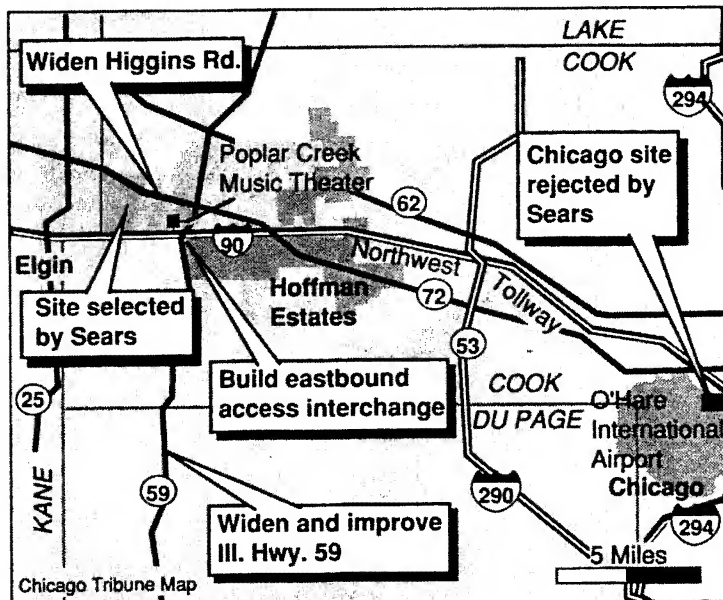 LAKE
COOK
294
Widen Higgins Rd.
Poplar Creek
Music Theater
Chicago site
rejected by
Sears
62
90
Northwest
Tollway
Elgin
Site selected
by Sears
Hoffman
Estates
72
53
Build eastbound
access interchange
COOK
DU PAGE
O'Hare
International
Airport
Chicago
25
KANE
59
290
294
Widen and improve
Ill. Hwy. 59
5 Miles
Chicago Tribune Map